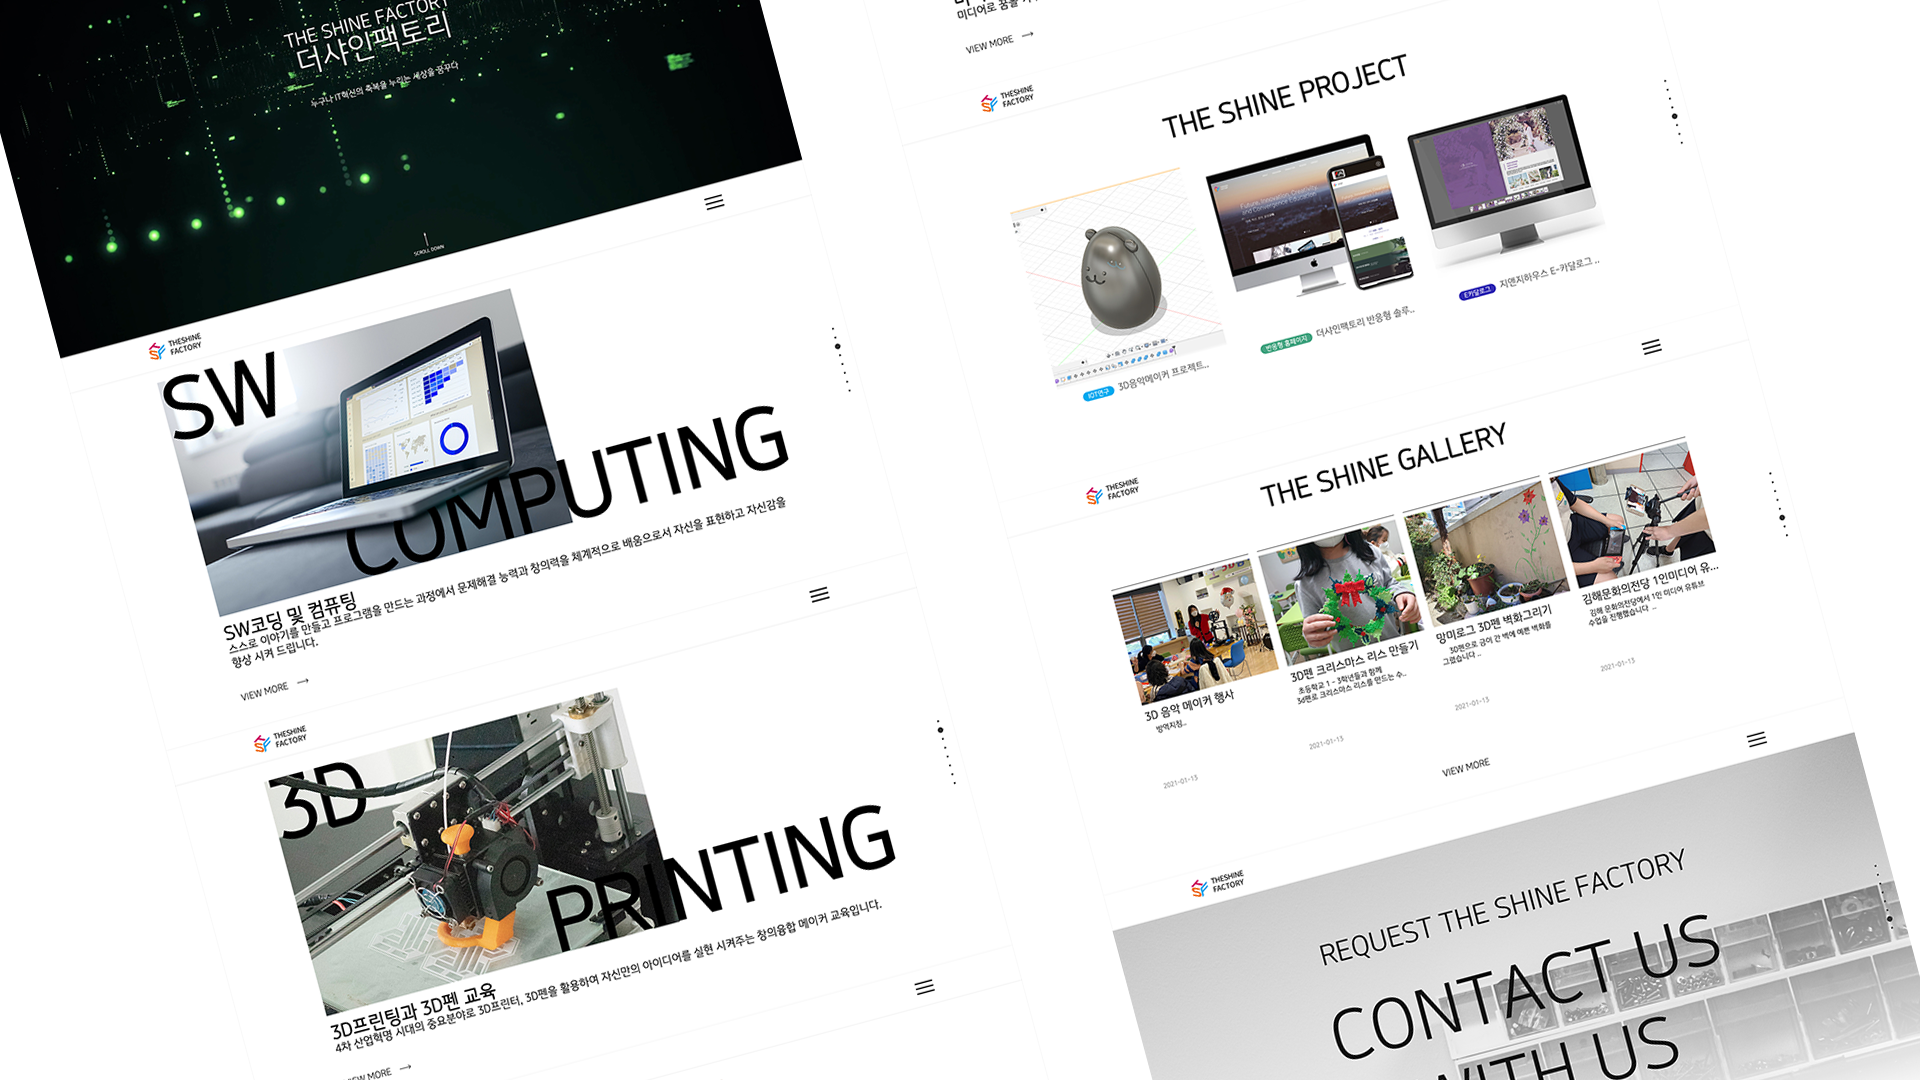 THE SHINE FACTORY
더샤인팩토리
누구나 IT혁신의 축복을 누리는 세상을 꿈꾸다
SCROLL DOWN
THESHINE
FACTORY
SW
COMPUTING
SW코딩 및 컴퓨팅
스스로 이야기를 만들고 프로그램을 만드는 과정에서 문제해결 능력과 창의력을 체계적으로 배움으로서 자신을 표현하고 자신감을
향상 시켜 드립니다.
VIEW MORE
THESHINE
FACTORY
3D
PRINTING
3D프린팅과 3D펜 교육
4차 산업혁명 시대의 중요분야로 3D프린터, 3D펜을 활용하여 자신만의 아이디어를 실현 시켜주는 창의융합 메이커 교육입니다.
VIEW MORE
미디어로 꿈을
VIEW MORE
THESHINE
FACTORY
THE SHINE PROJECT
Future, Innovation, Creativity,
and Convergence Education
IOT연구 3D음악메이커 프로젝트..
반응형 홈페이지 더샤인팩토리 반응형 솔루..
E카달로그 지앤지하우스 E-카달로그 ..
THESHINE
FACTORY
THE SHINE GALLERY
3D 음악 메이커 행사
방역지침..
2021-01-13
3D펜 크리스마스 리스 만들기
초등학교 1 - 3학년들과 함께
3d펜로 크리스마스 리스를 만드는 수..
2021-01-13
망미로그 3D펜 벽화그리기
3D펜으로 금이 간 벽에 예쁜 벽화를
그렸습니다 ..
2021-01-13
김해문화의전당 1인미디어 유...
김해 문화의전당에서 1인 미디어 유튜브
수업을 진행했습니다 ..
2021-01-13
VIEW MORE
THESHINE
FACTORY
REQUEST THE SHINE FACTORY
CONTACT US
WITH US